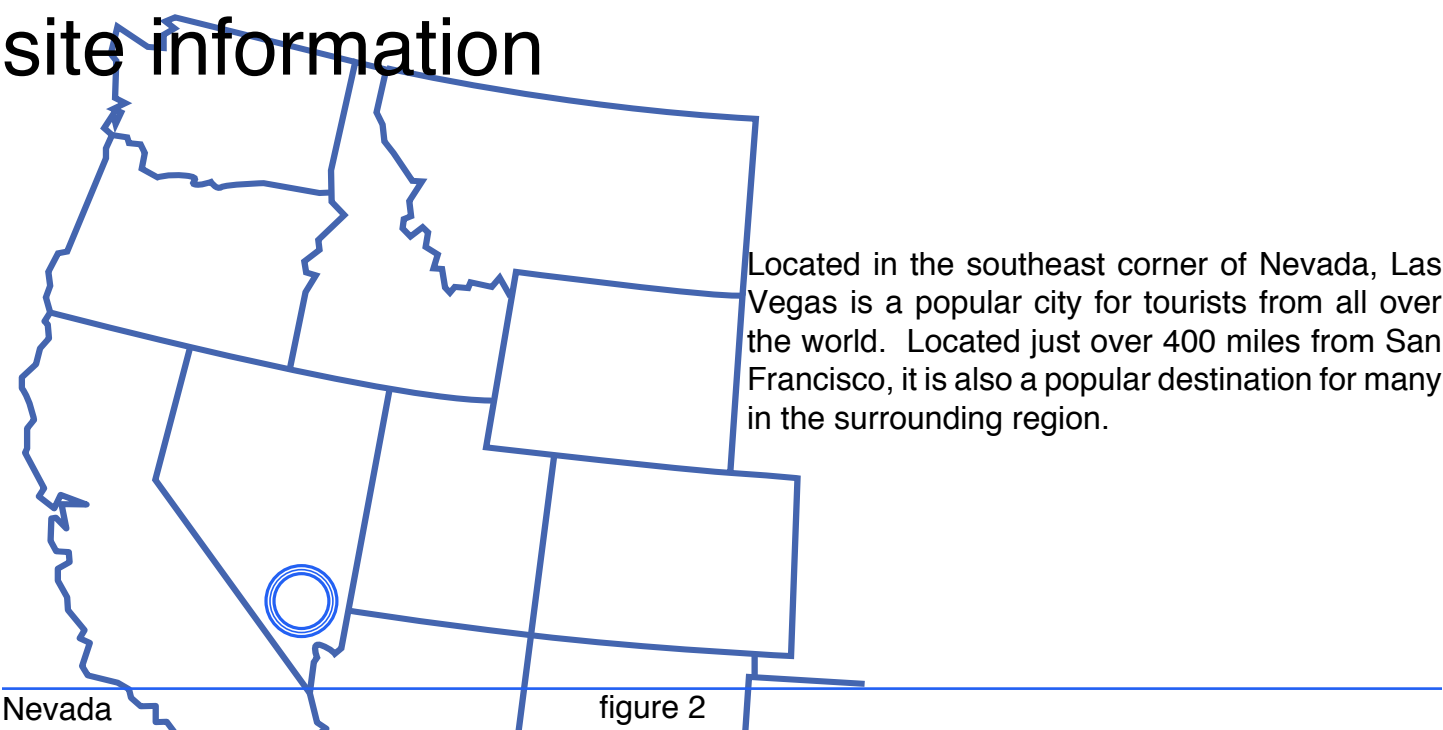 site information
Located in the southeast corner of Nevada, Las
Vegas is a popular city for tourists from all over
the world.  Located just over 400 miles from San
Francisco, it is also a popular destination for many
in the surrounding region.
Nevada
figure 2